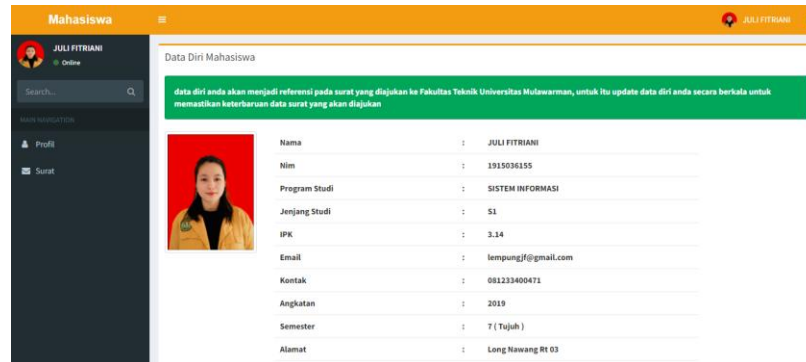 Mahasiswa
JULI FITRIANI
JULI FITRIANI
Online
Search...
MAIN NAVIGATION
Profil
Surat
Data Diri Mahasiswa
data diri anda akan menjadi referensi pada surat yang diajukan ke Fakultas Teknik Universitas Mulawarman, untuk itu update data diri anda secara berkala untuk
memastikan keterbaruan data surat yang akan diajukan
Nama : JULI FITRIANI
Nim : 1915036155
Program Studi : SISTEM INFORMASI
Jenjang Studi : S1
IPK : 3.14
Email : lempungjf@gmail.com
Kontak : 081233400471
Angkatan : 2019
Semester : 7 ( Tujuh )
Alamat : Long Nawang Rt 03